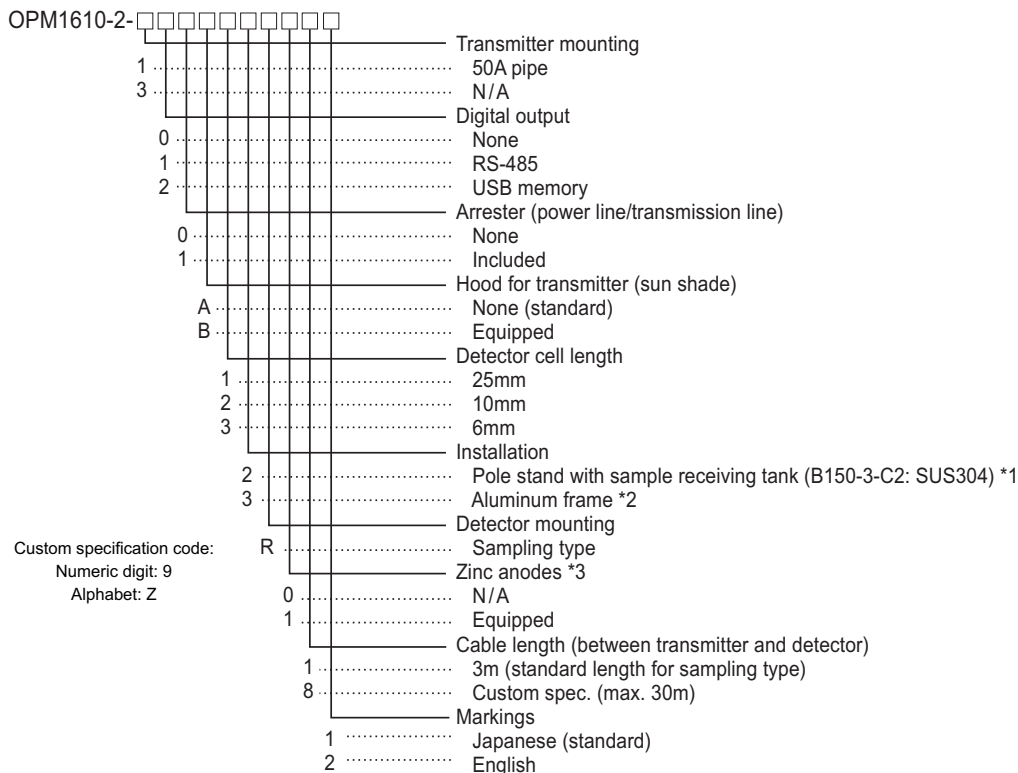 OPM1610-2-□□□□□□□□□□
Transmitter mounting
1 50A pipe
3 N/A
Digital output
0 None
1 RS-485
2 USB memory
Arrester (power line/transmission line)
0 None
1 Included
Hood for transmitter (sun shade)
A None (standard)
B Equipped
Detector cell length
1 25mm
2 10mm
3 6mm
Installation
2 Pole stand with sample receiving tank (B150-3-C2: SUS304) *1
3 Aluminum frame *2
Detector mounting
R Sampling type
Custom specification code:
Numeric digit: 9
Alphabet: Z
Zinc anodes *3
0 N/A
1 Equipped
Cable length (between transmitter and detector)
1 3m (standard length for sampling type)
8 Custom spec. (max. 30m)
Markings
1 Japanese (standard)
2 English